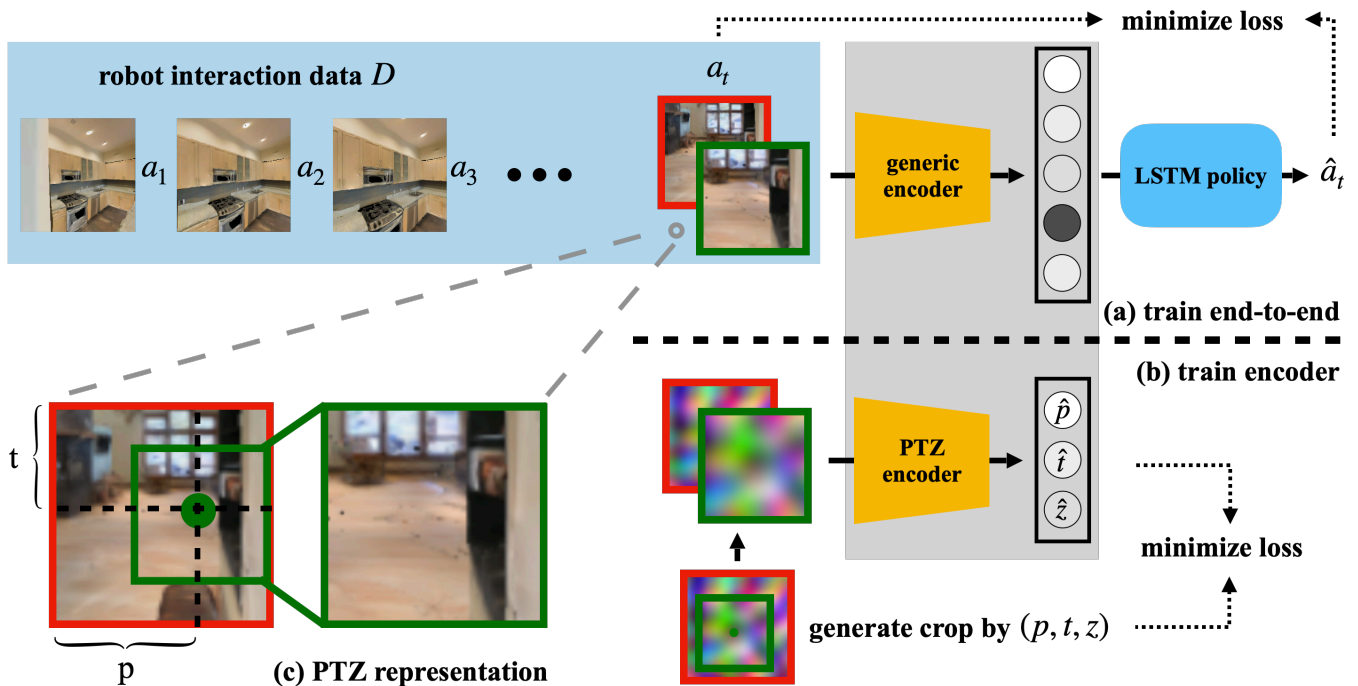 minimize loss
robot interaction data D
a_t
a_1
a_2
a_3
generic
encoder
LSTM policy
â_t
(a) train end-to-end
(b) train encoder
t
PTZ
encoder
p̂
t̂
ẑ
minimize loss
generate crop by (p, t, z)
p
(c) PTZ representation